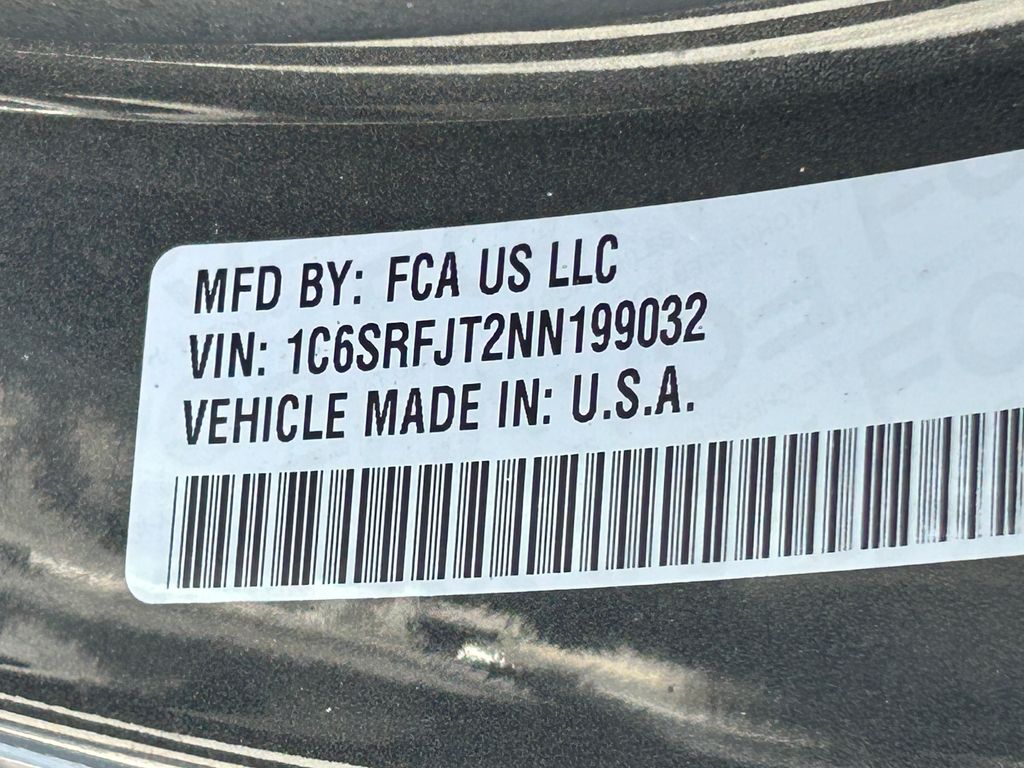 MFD BY: FCA US LLC
VIN: 1C6SRFJT2NN199032
VEHICLE MADE IN: U.S.A.